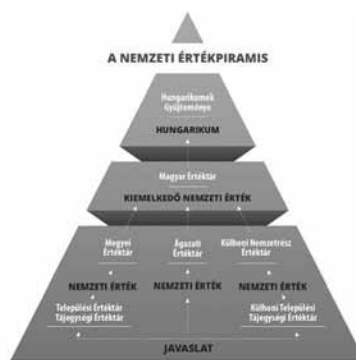 A NEMZETI ÉRTÉKPIRAMIS
Hungarikumok
Gyűjteménye
HUNGARIKUM
Magyar Értéktár
KIEMELKEDŐ NEMZETI ÉRTÉK
Megyei
Értéktár
Ágazati
Értéktár
Külhoni Nemzetrész
Értéktár
NEMZETI ÉRTÉK
NEMZETI ÉRTÉK
NEMZETI ÉRTÉK
Települési Értéktár
Tájegységi Értéktár
Külhoni Települési
Tájegységi Értéktár
JAVASLAT